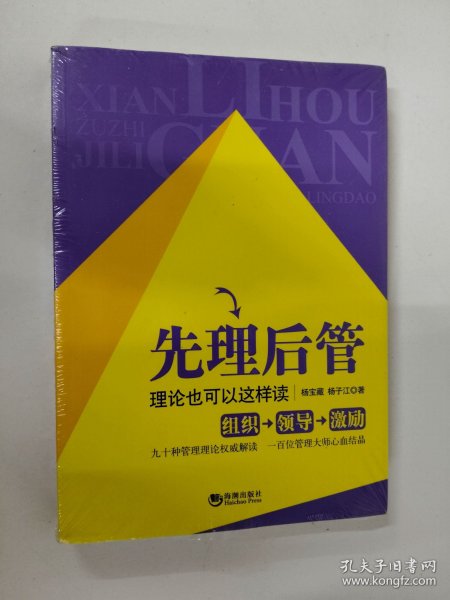 XIAN LI HOU
ZUZHI GUAN
JILI LINGDAO
先理后管
理论也可以这样读 杨宝藏 杨子江◎著
组织→领导→激励
九十种管理理论权威解读 一百位管理大师心血结晶
海潮出版社
Haichao Press
孔夫子旧书网
www.kongfz.com